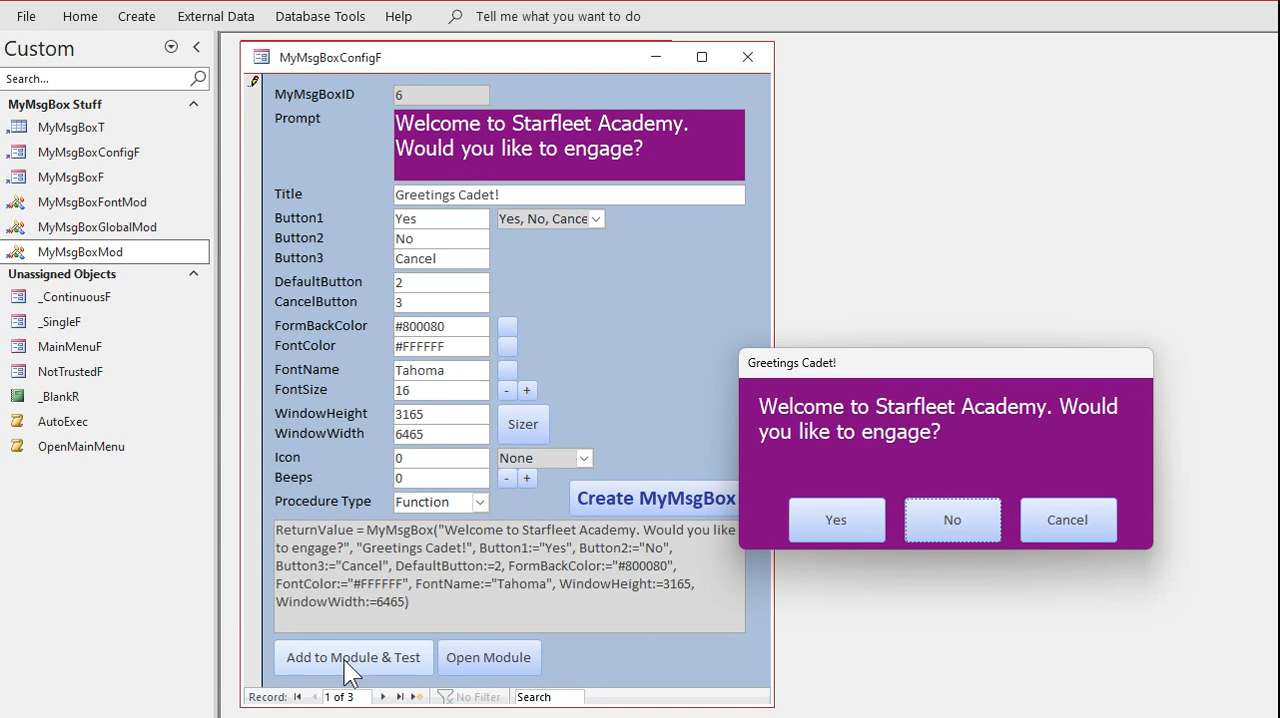 File Home Create External Data Database Tools Help Tell me what you want to do
Custom
Search...
MyMsgBox Stuff
MyMsgBoxT
MyMsgBoxConfigF
MyMsgBoxF
MyMsgBoxFontMod
MyMsgBoxGlobalMod
MyMsgBoxMod
Unassigned Objects
_ContinuousF
_SingleF
MainMenuF
NotTrustedF
_BlankR
AutoExec
OpenMainMenu
MyMsgBoxConfigF
MyMsgBoxID 6
Prompt Welcome to Starfleet Academy.
Would you like to engage?
Title Greetings Cadet!
Button1 Yes Yes, No, Cance
Button2 No
Button3 Cancel
DefaultButton 2
CancelButton 3
FormBackColor #800080
FontColor #FFFFFF
FontName Tahoma
FontSize 16 - +
WindowHeight 3165
Sizer
WindowWidth 6465
Icon 0 None
Beeps 0 - +
Procedure Type Function
Create MyMsgBox
ReturnValue = MyMsgBox("Welcome to Starfleet Academy. Would you like
to engage?", "Greetings Cadet!", Button1:="Yes", Button2:="No",
Button3:="Cancel", DefaultButton:=2, FormBackColor:="#800080",
FontColor:="#FFFFFF", FontName:="Tahoma", WindowHeight:=3165,
WindowWidth:=6465)
Add to Module & Test Open Module
Record: 1 of 3 No Filter Search
Greetings Cadet!
Welcome to Starfleet Academy. Would
you like to engage?
Yes No Cancel